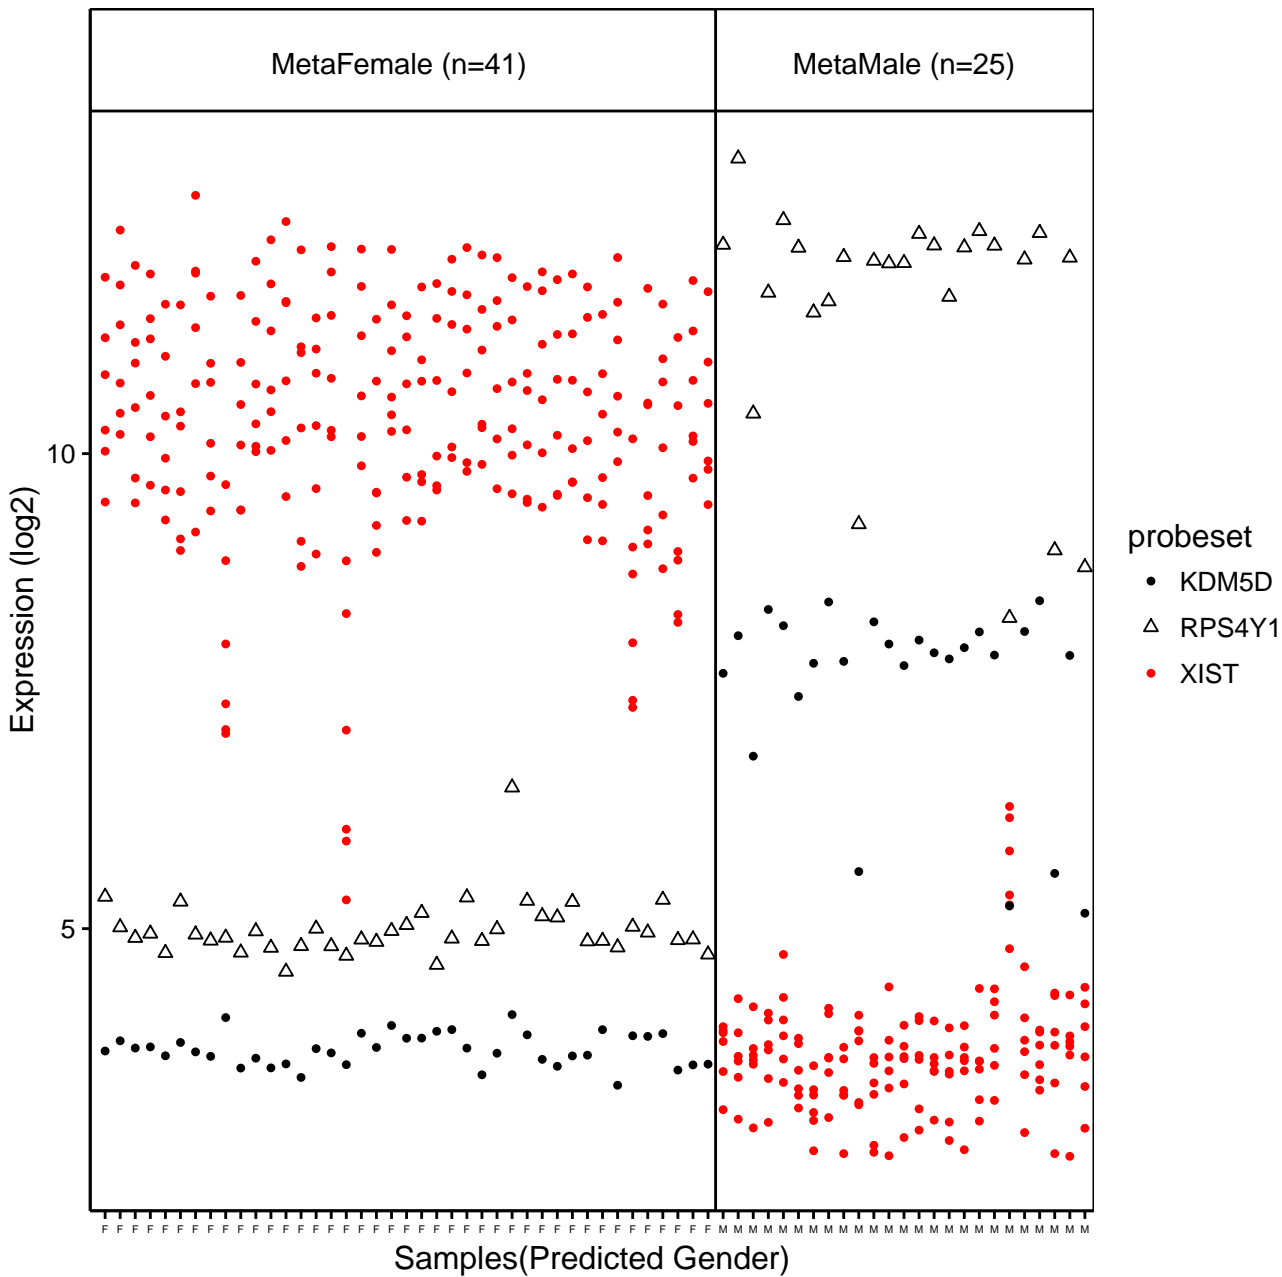 MetaFemale (n=41) MetaMale (n=25)
10
5
Expression (log2)
F F F F F F F F F F F F F F F F F F F F F F F F F F F F F F F F F F F F F F F F F M M M M M M M M M M M M M M M M M M M M M M M M M
Samples(Predicted Gender)
probeset
KDM5D
RPS4Y1
XIST